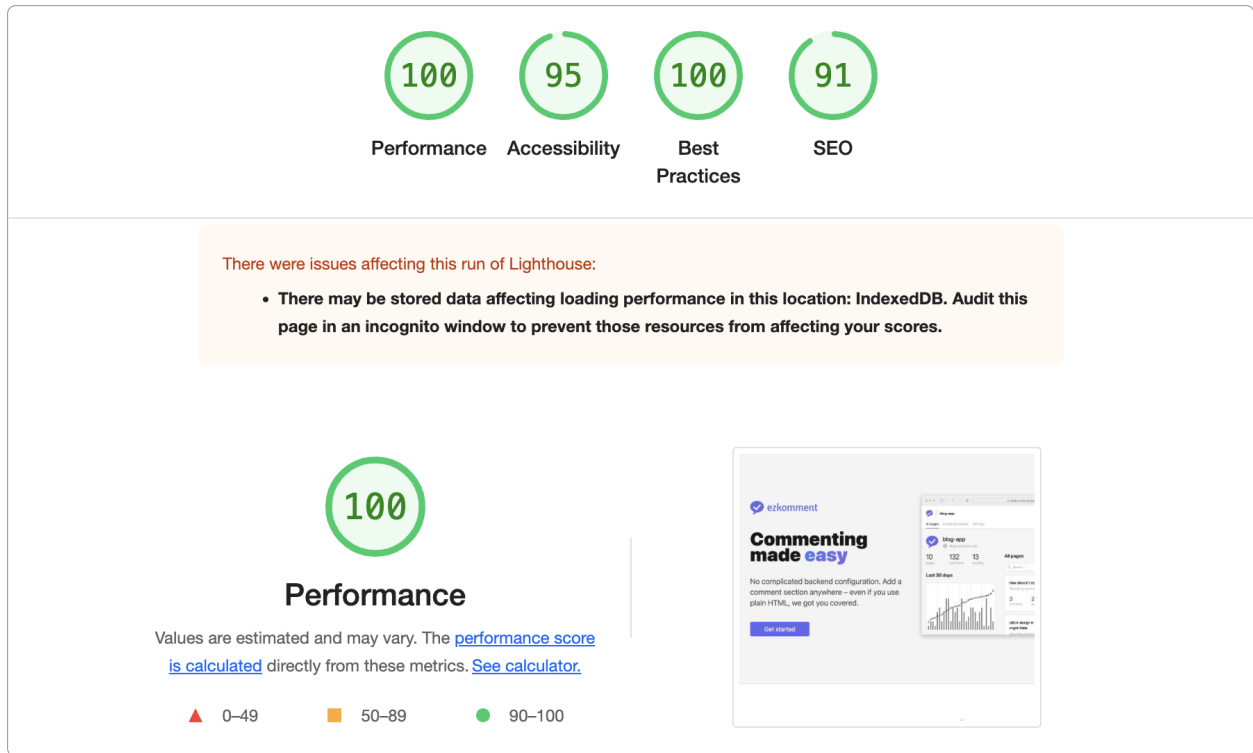 100
95
100
91
Performance
Accessibility
Best
Practices
SEO
There were issues affecting this run of Lighthouse:
• There may be stored data affecting loading performance in this location: IndexedDB. Audit this
page in an incognito window to prevent those resources from affecting your scores.
100
Performance
Values are estimated and may vary. The performance score
is calculated directly from these metrics. See calculator.
0–49
50–89
90–100
ezkomment
Commenting
made easy
No complicated backend configuration. Add a
comment section anywhere – even if you use
plain HTML, we got you covered.
Get started
blog-app
blog-app
10
132
13
Last 30 days
All pages